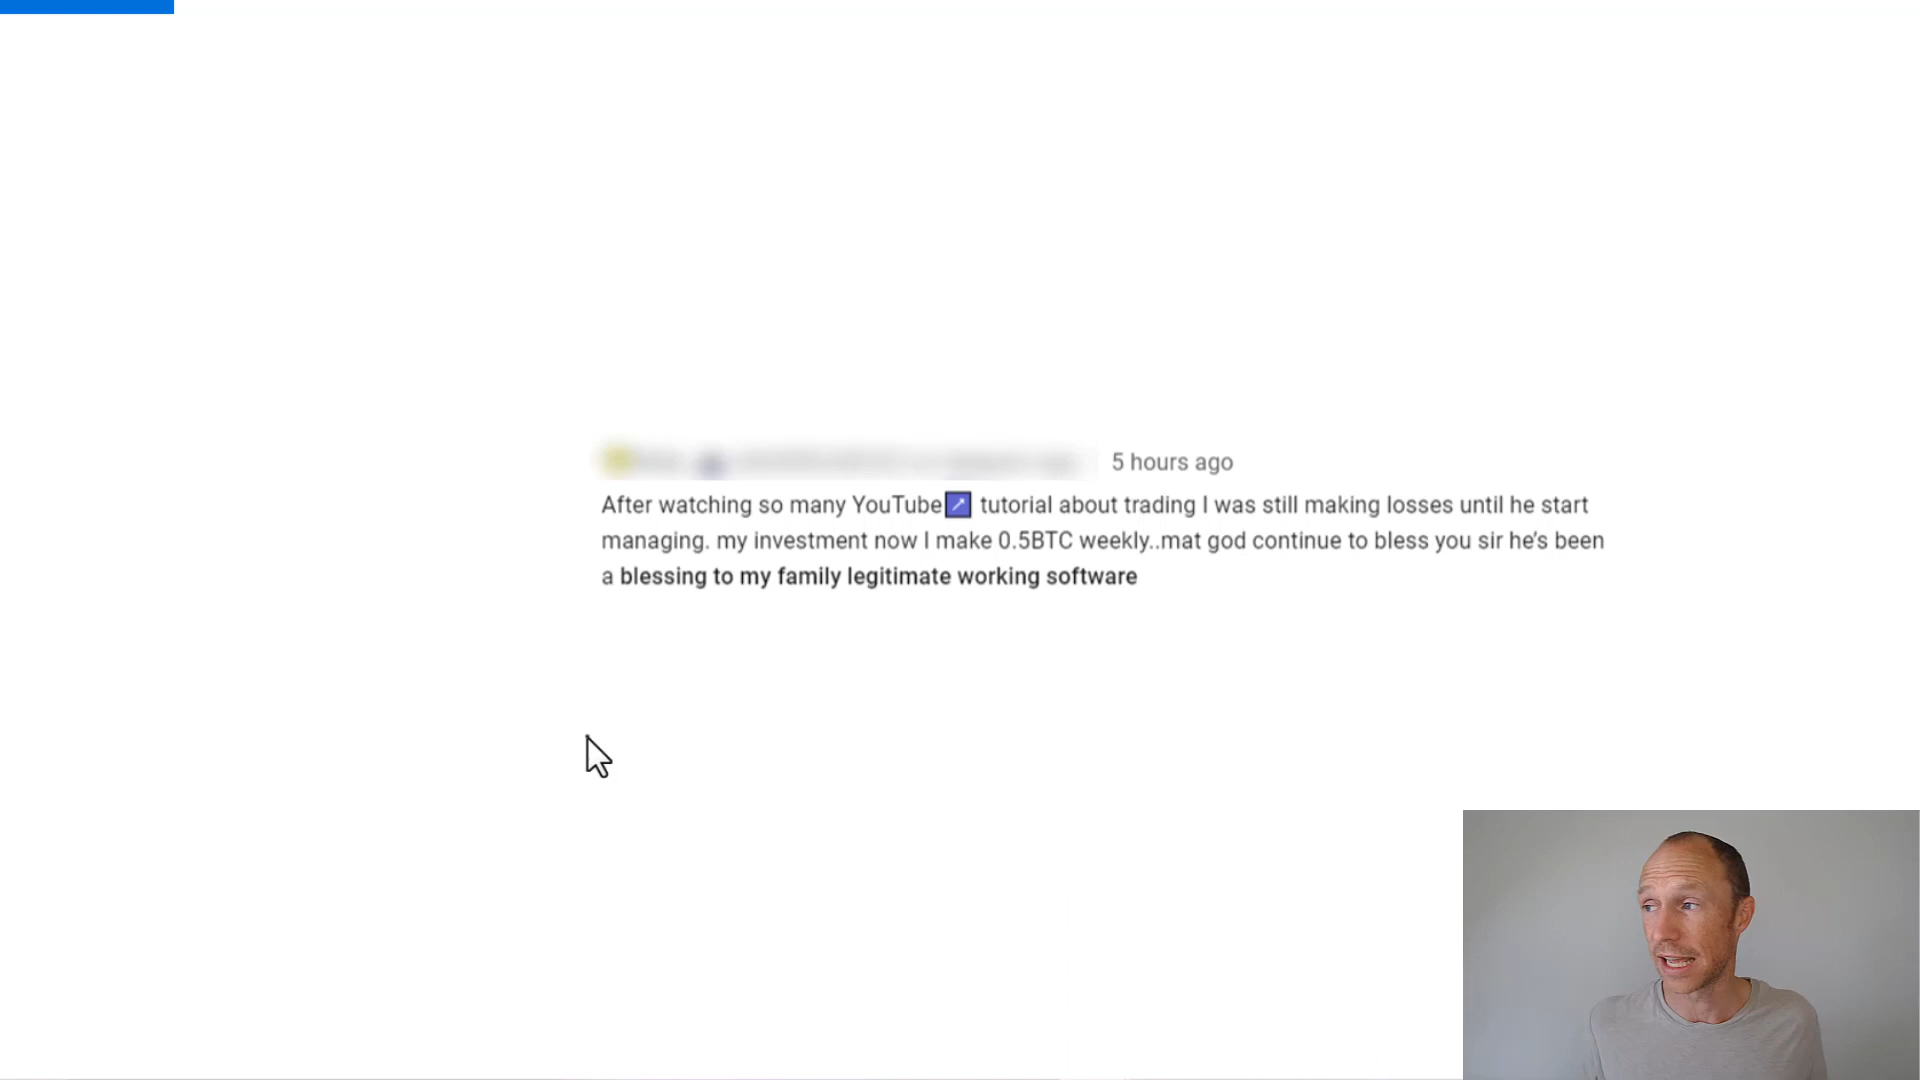 5 hours ago
After watching so many YouTube↗️ tutorial about trading I was still making losses until he start
managing. my investment now I make 0.5BTC weekly..mat god continue to bless you sir he's been
a blessing to my family legitimate working software